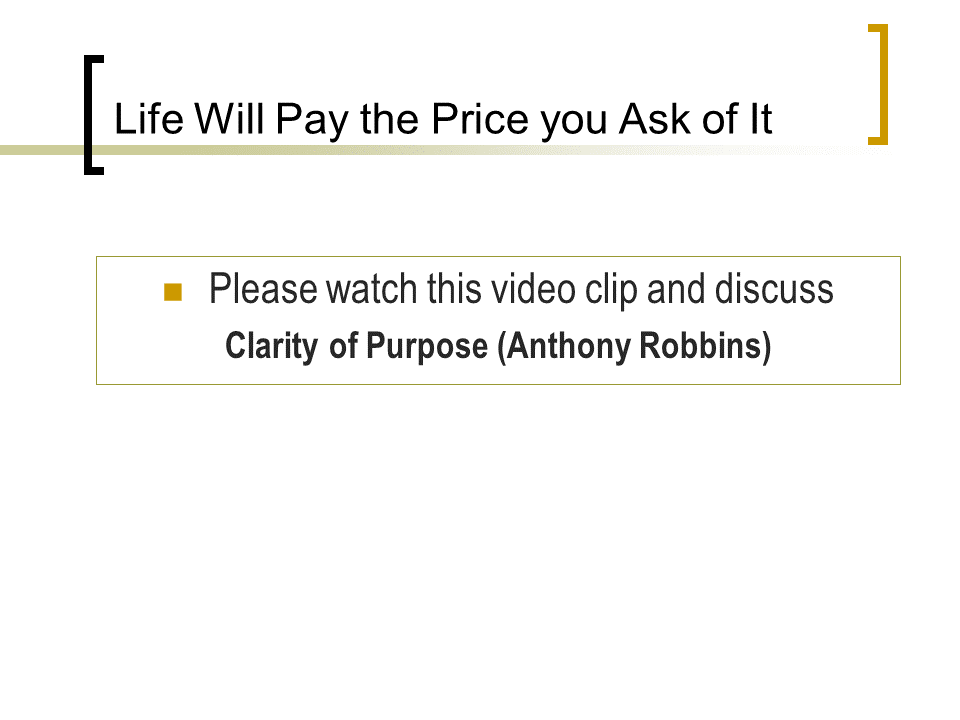 Life Will Pay the Price you Ask of It
Please watch this video clip and discuss
Clarity of Purpose (Anthony Robbins)